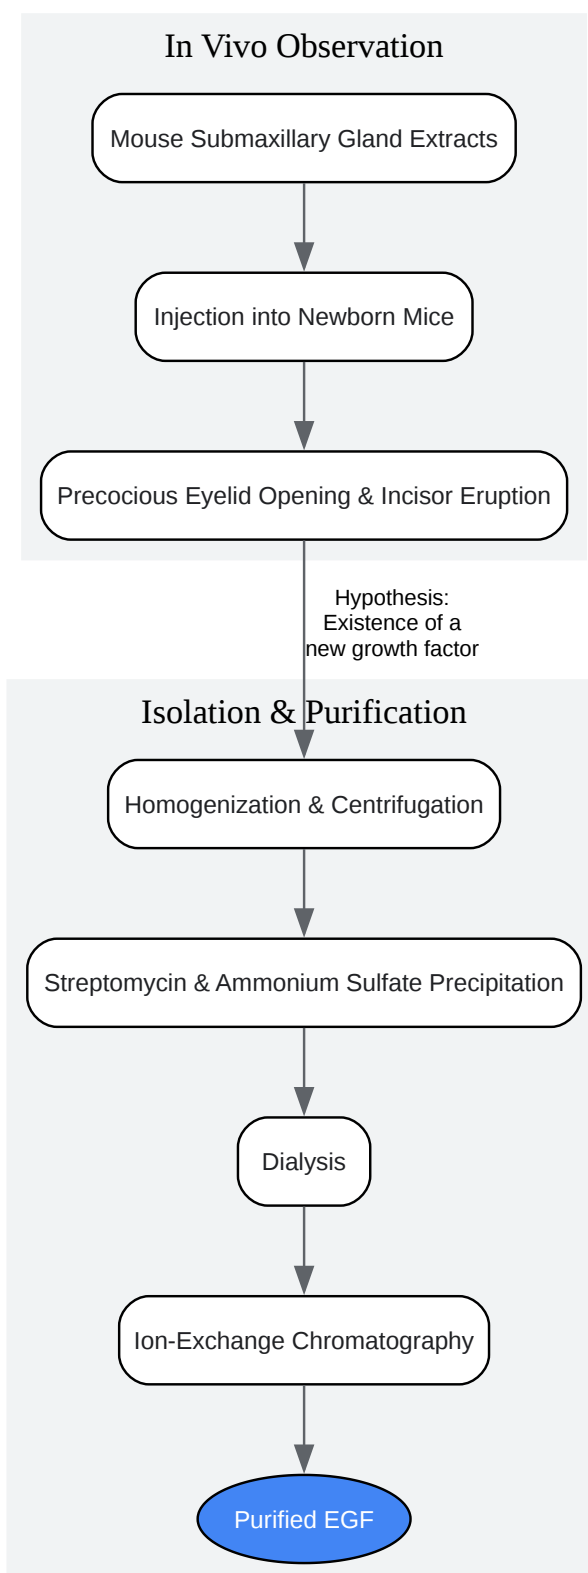 In Vivo Observation
Mouse Submaxillary Gland Extracts
Injection into Newborn Mice
Precocious Eyelid Opening & Incisor Eruption
Hypothesis:
Existence of a
new growth factor
Isolation & Purification
Homogenization & Centrifugation
Streptomycin & Ammonium Sulfate Precipitation
Dialysis
Ion-Exchange Chromatography
Purified EGF